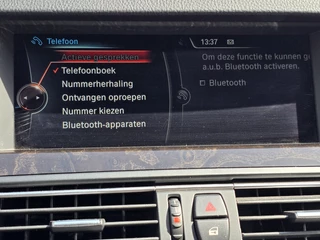 Telefoon
13:37
Actieve gesprekken
Telefoonboek
Nummerherhaling
Ontvangen oproepen
Nummer kiezen
Bluetooth-apparaten
Om deze functie te kunnen g
a.u.b. Bluetooth activeren.
Bluetooth